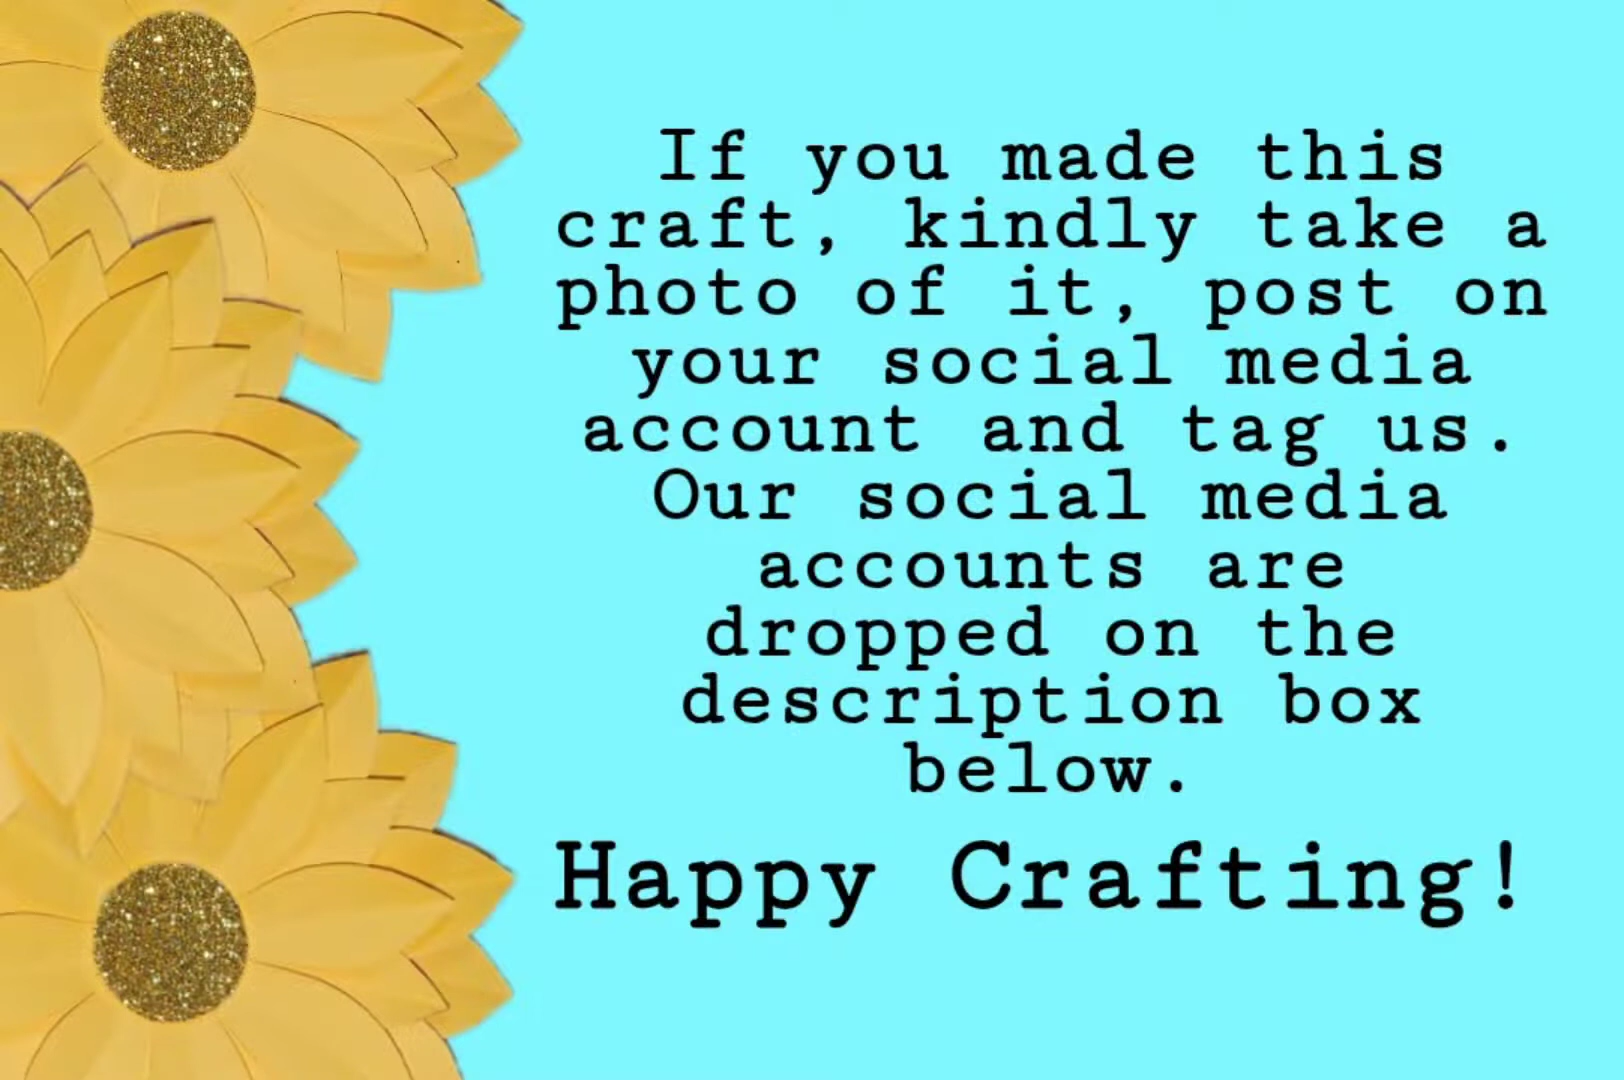 If you made this
craft, kindly take a
photo of it, post on
your social media
account and tag us.
Our social media
accounts are
dropped on the
description box
below.
Happy Crafting!